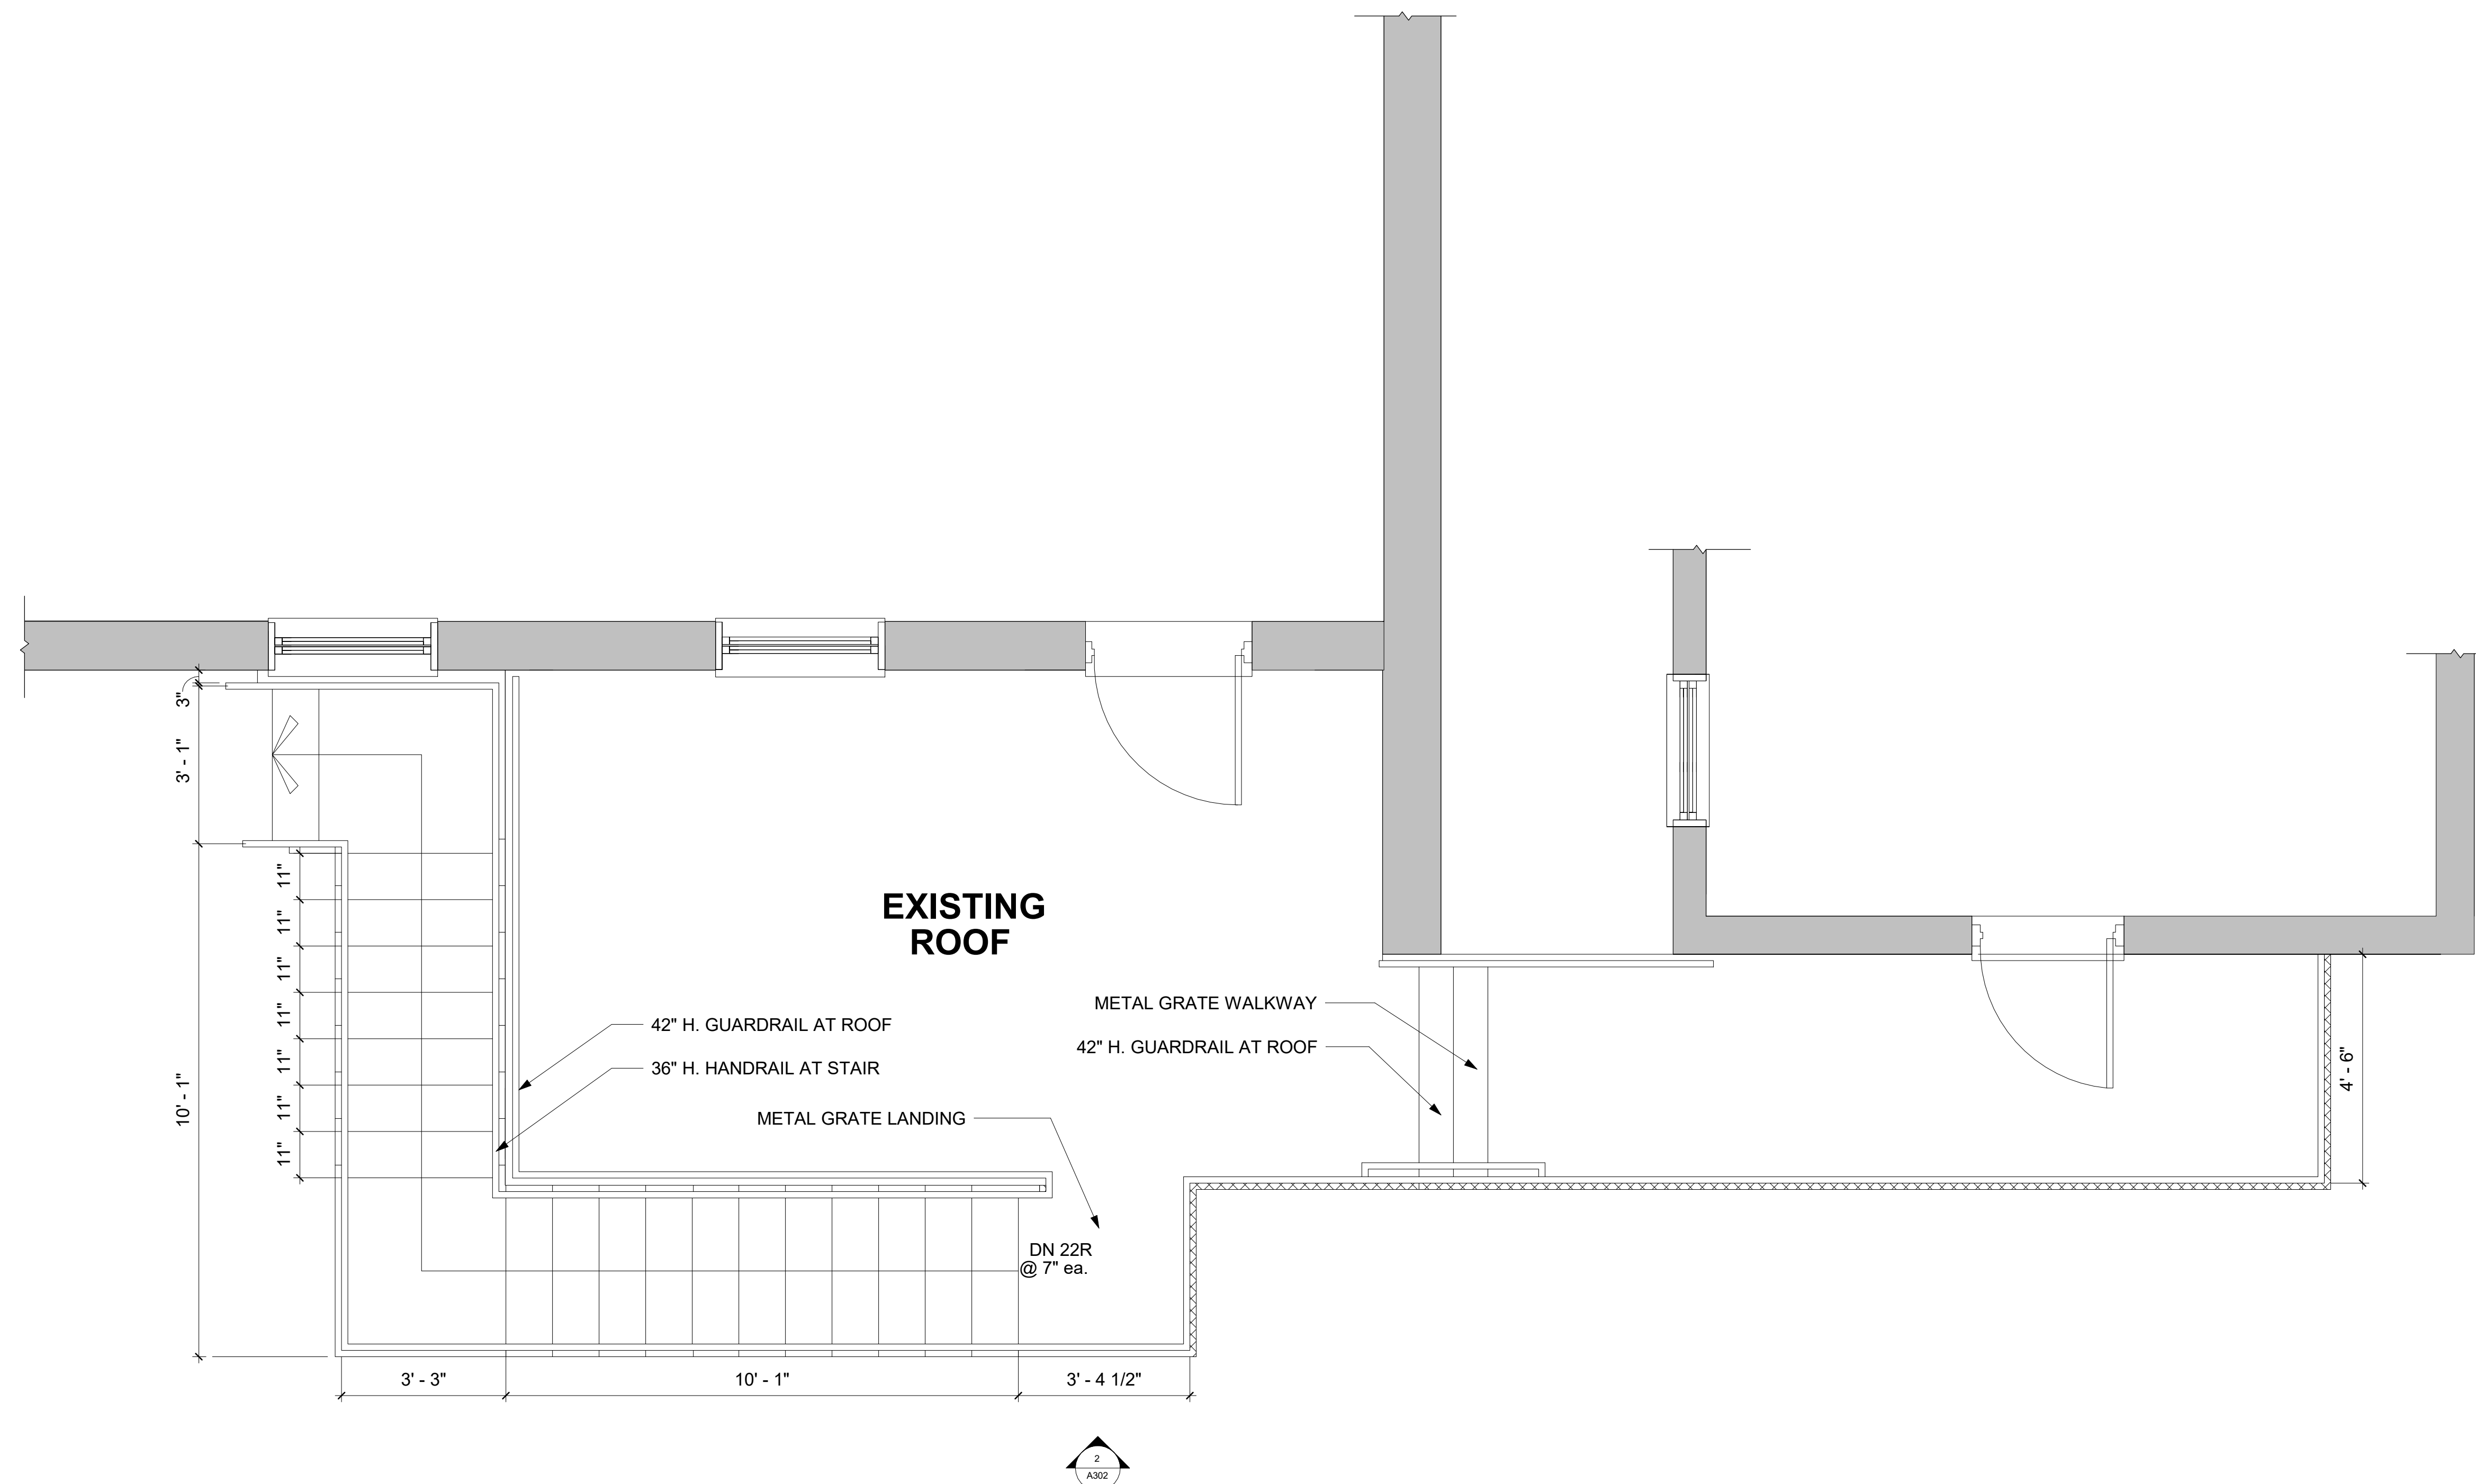 3"
3' - 1"
10' - 1"
11"
11"
11"
11"
11"
11"
11"
EXISTING
ROOF
42" H. GUARDRAIL AT ROOF
36" H. HANDRAIL AT STAIR
METAL GRATE LANDING
METAL GRATE WALKWAY
42" H. GUARDRAIL AT ROOF
4' - 6"
DN 22R
@ 7" ea.
3' - 3"
10' - 1"
3' - 4 1/2"
2
A302